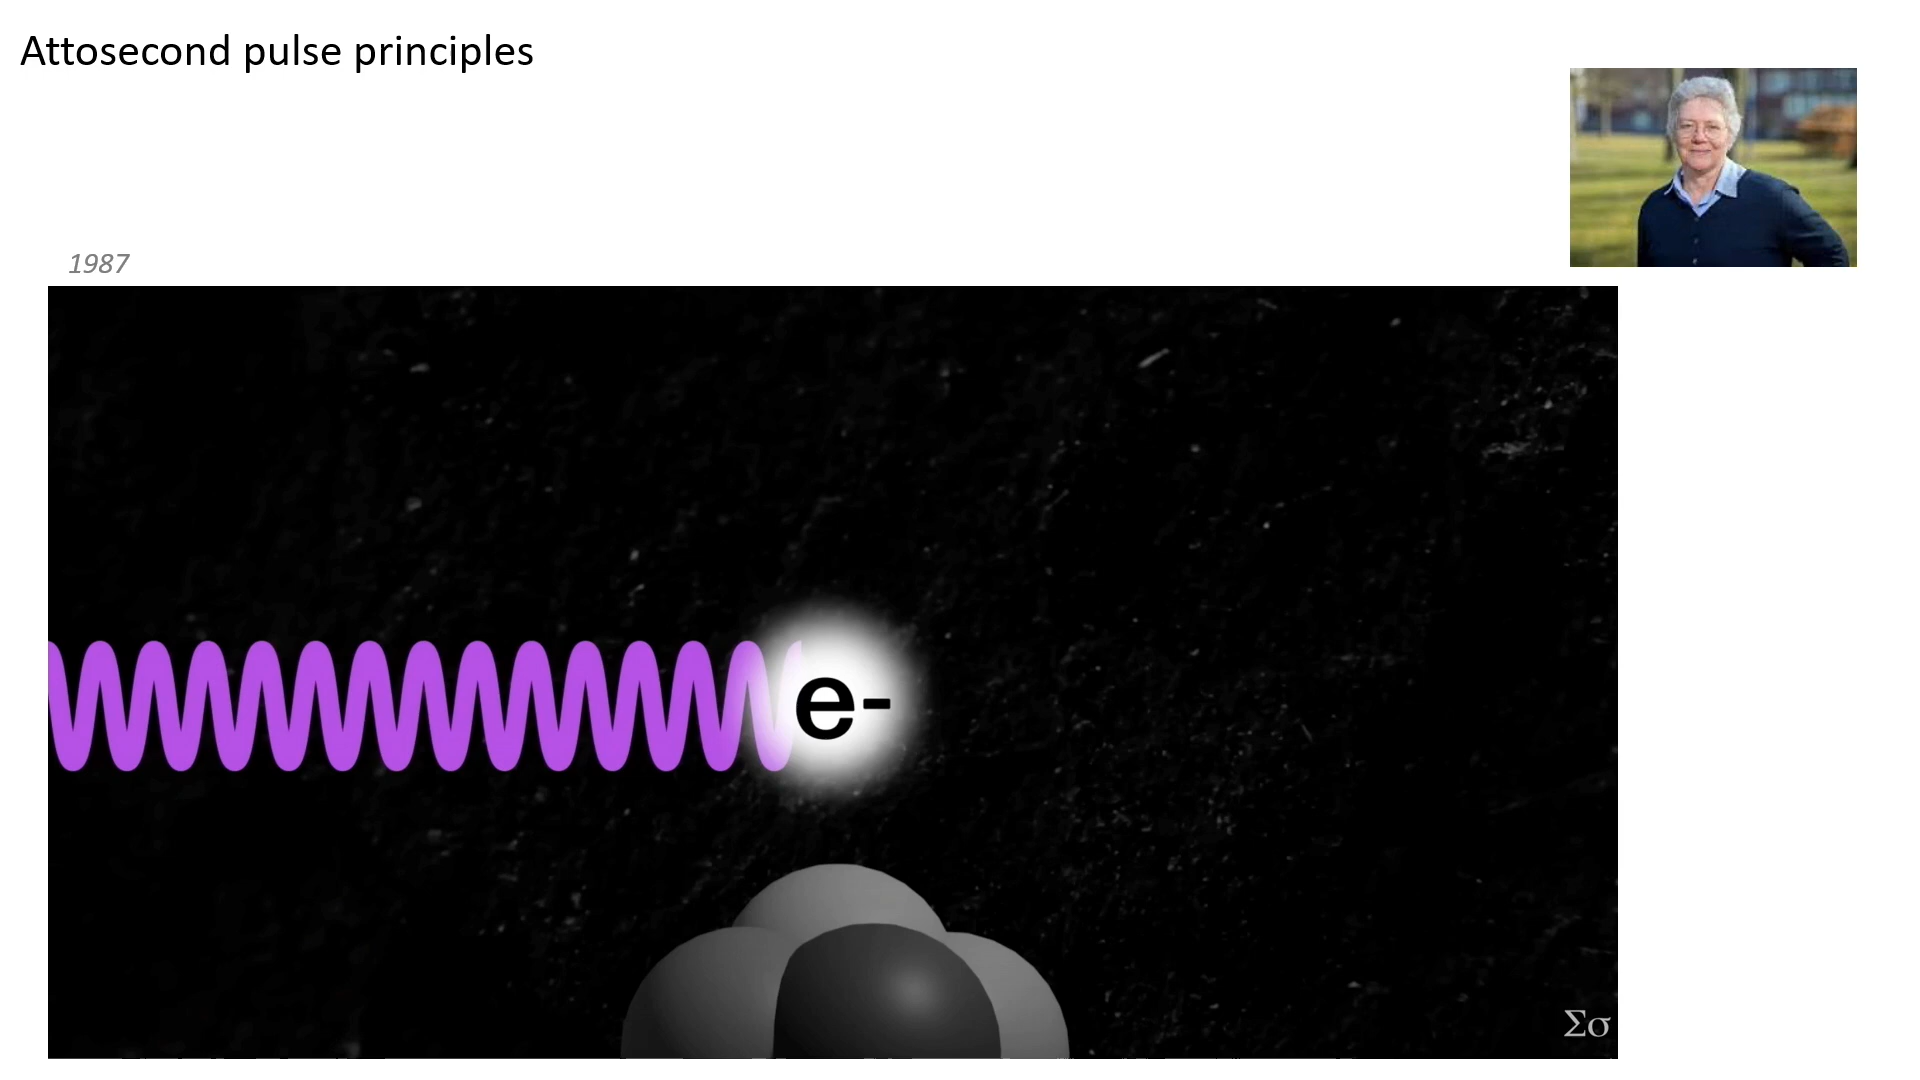 Attosecond pulse principles
1987
e-
Σσ